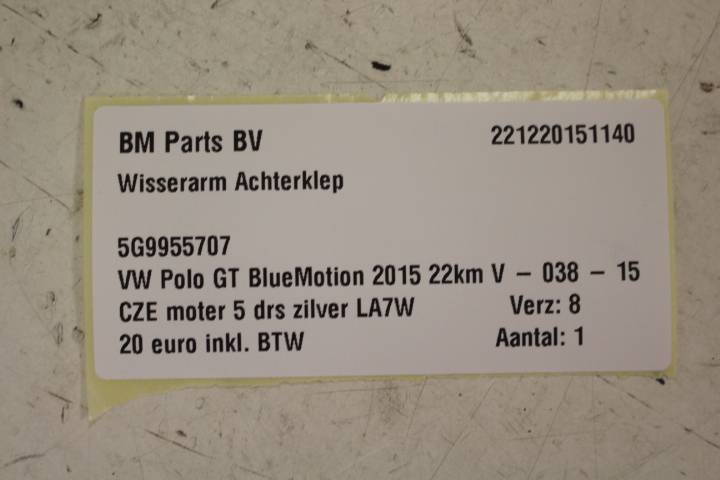 BM Parts BV 221220151140
Wisserarm Achterklep
5G9955707
VW Polo GT BlueMotion 2015 22km V – 038 – 15
CZE moter 5 drs zilver LA7W Verz: 8
20 euro inkl. BTW Aantal: 1